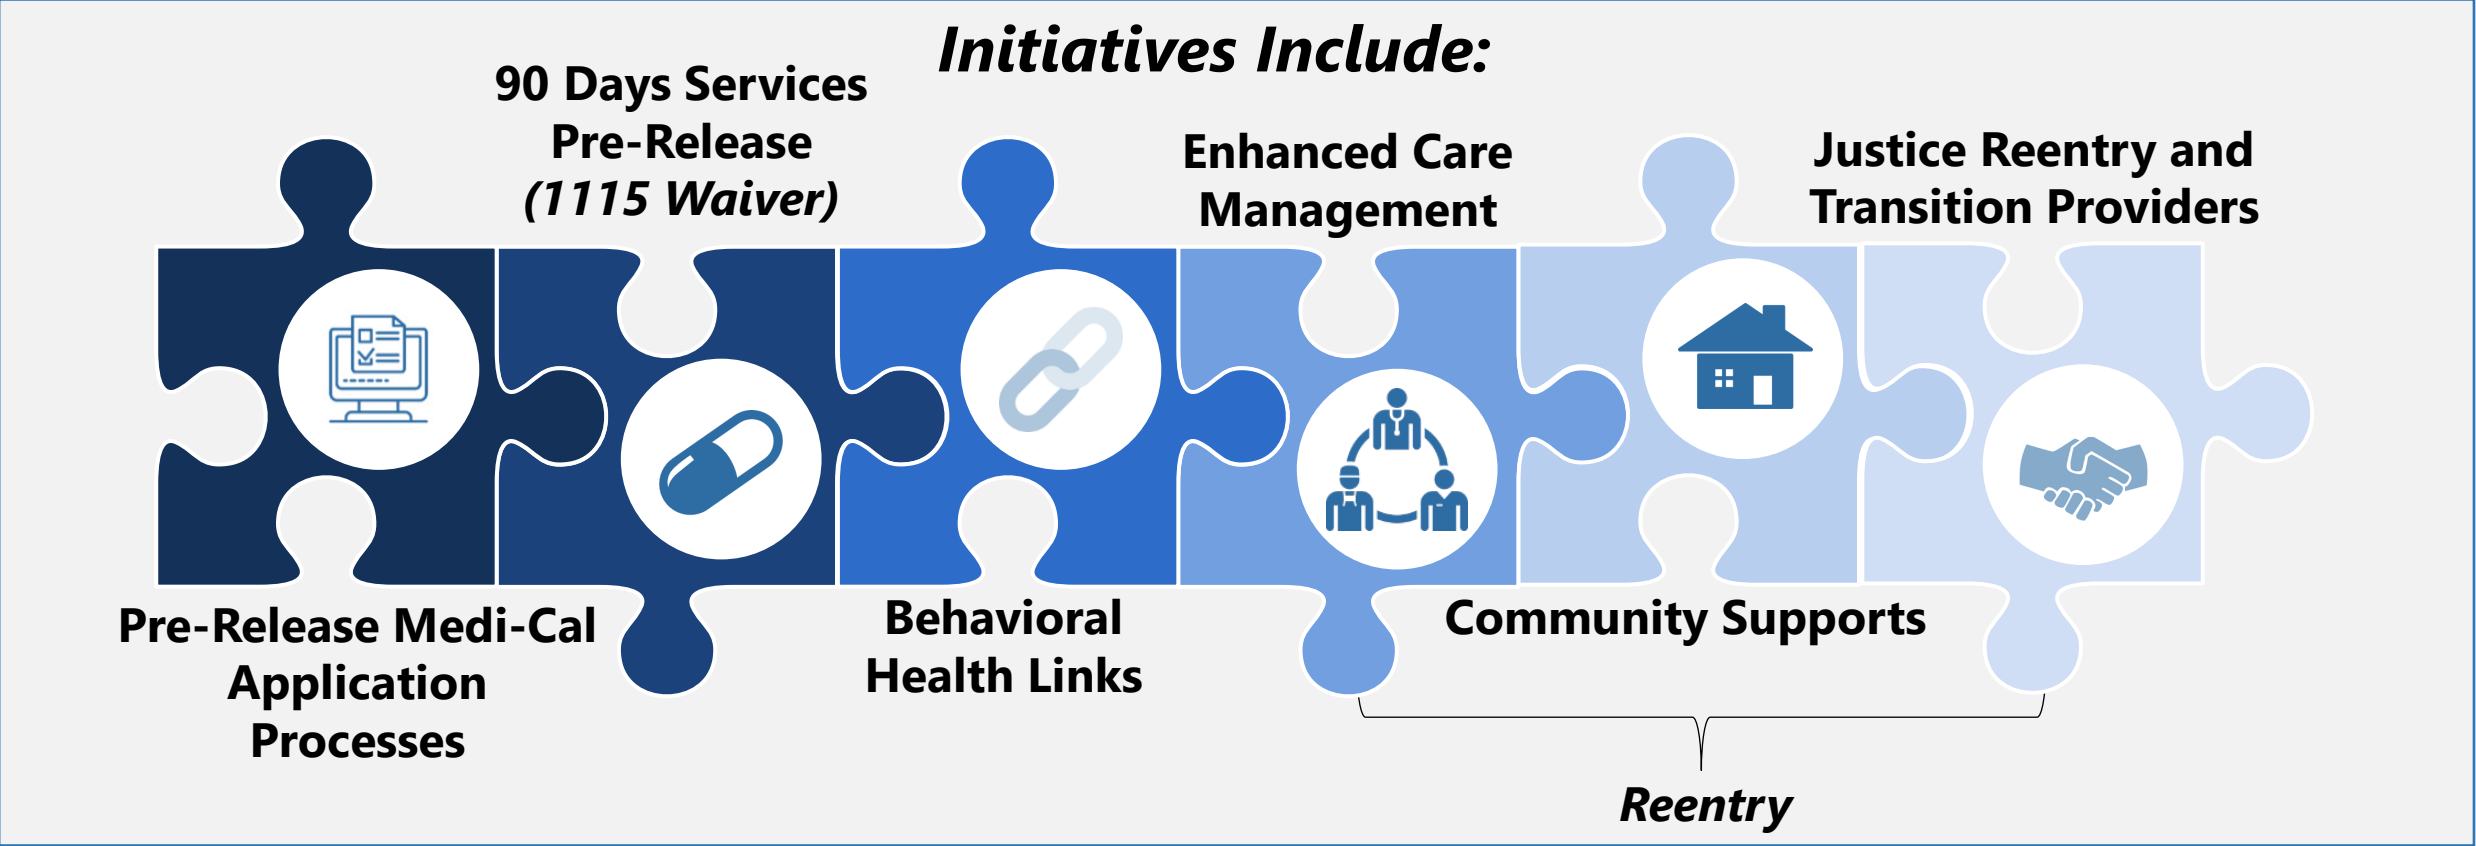 Initiatives Include:
Pre-Release Medi-Cal
Application
Processes
90 Days Services
Pre-Release
(1115 Waiver)
Behavioral
Health Links
Enhanced Care
Management
Community Supports
Justice Reentry and
Transition Providers
Reentry